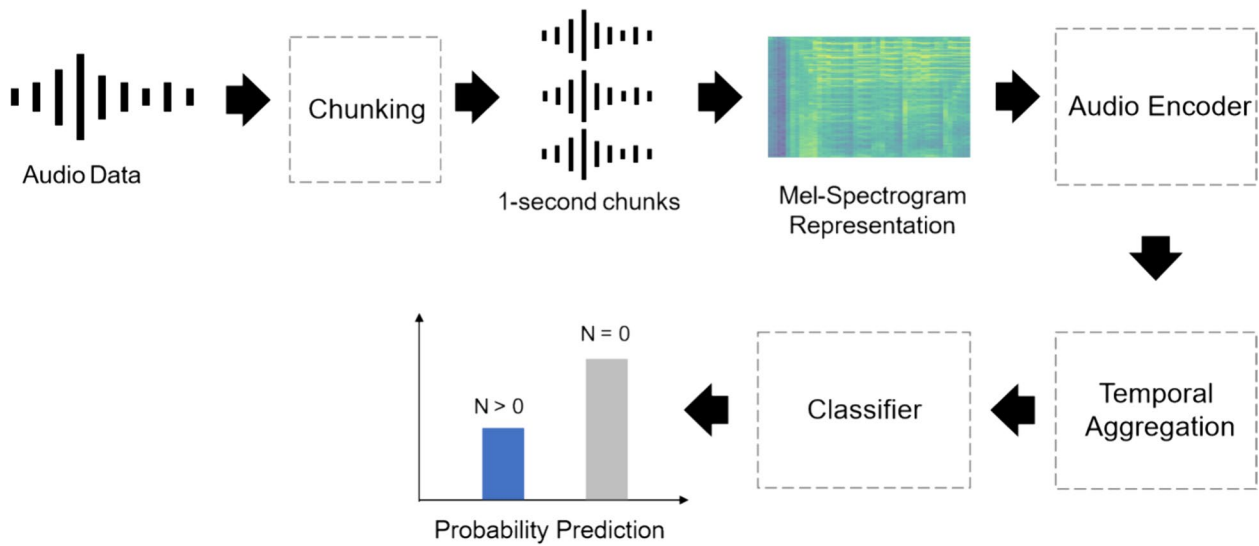 Audio Data
Chunking
1-second chunks
Mel-Spectrogram
Representation
Audio Encoder
Temporal
Aggregation
Classifier
N = 0
N > 0
Probability Prediction